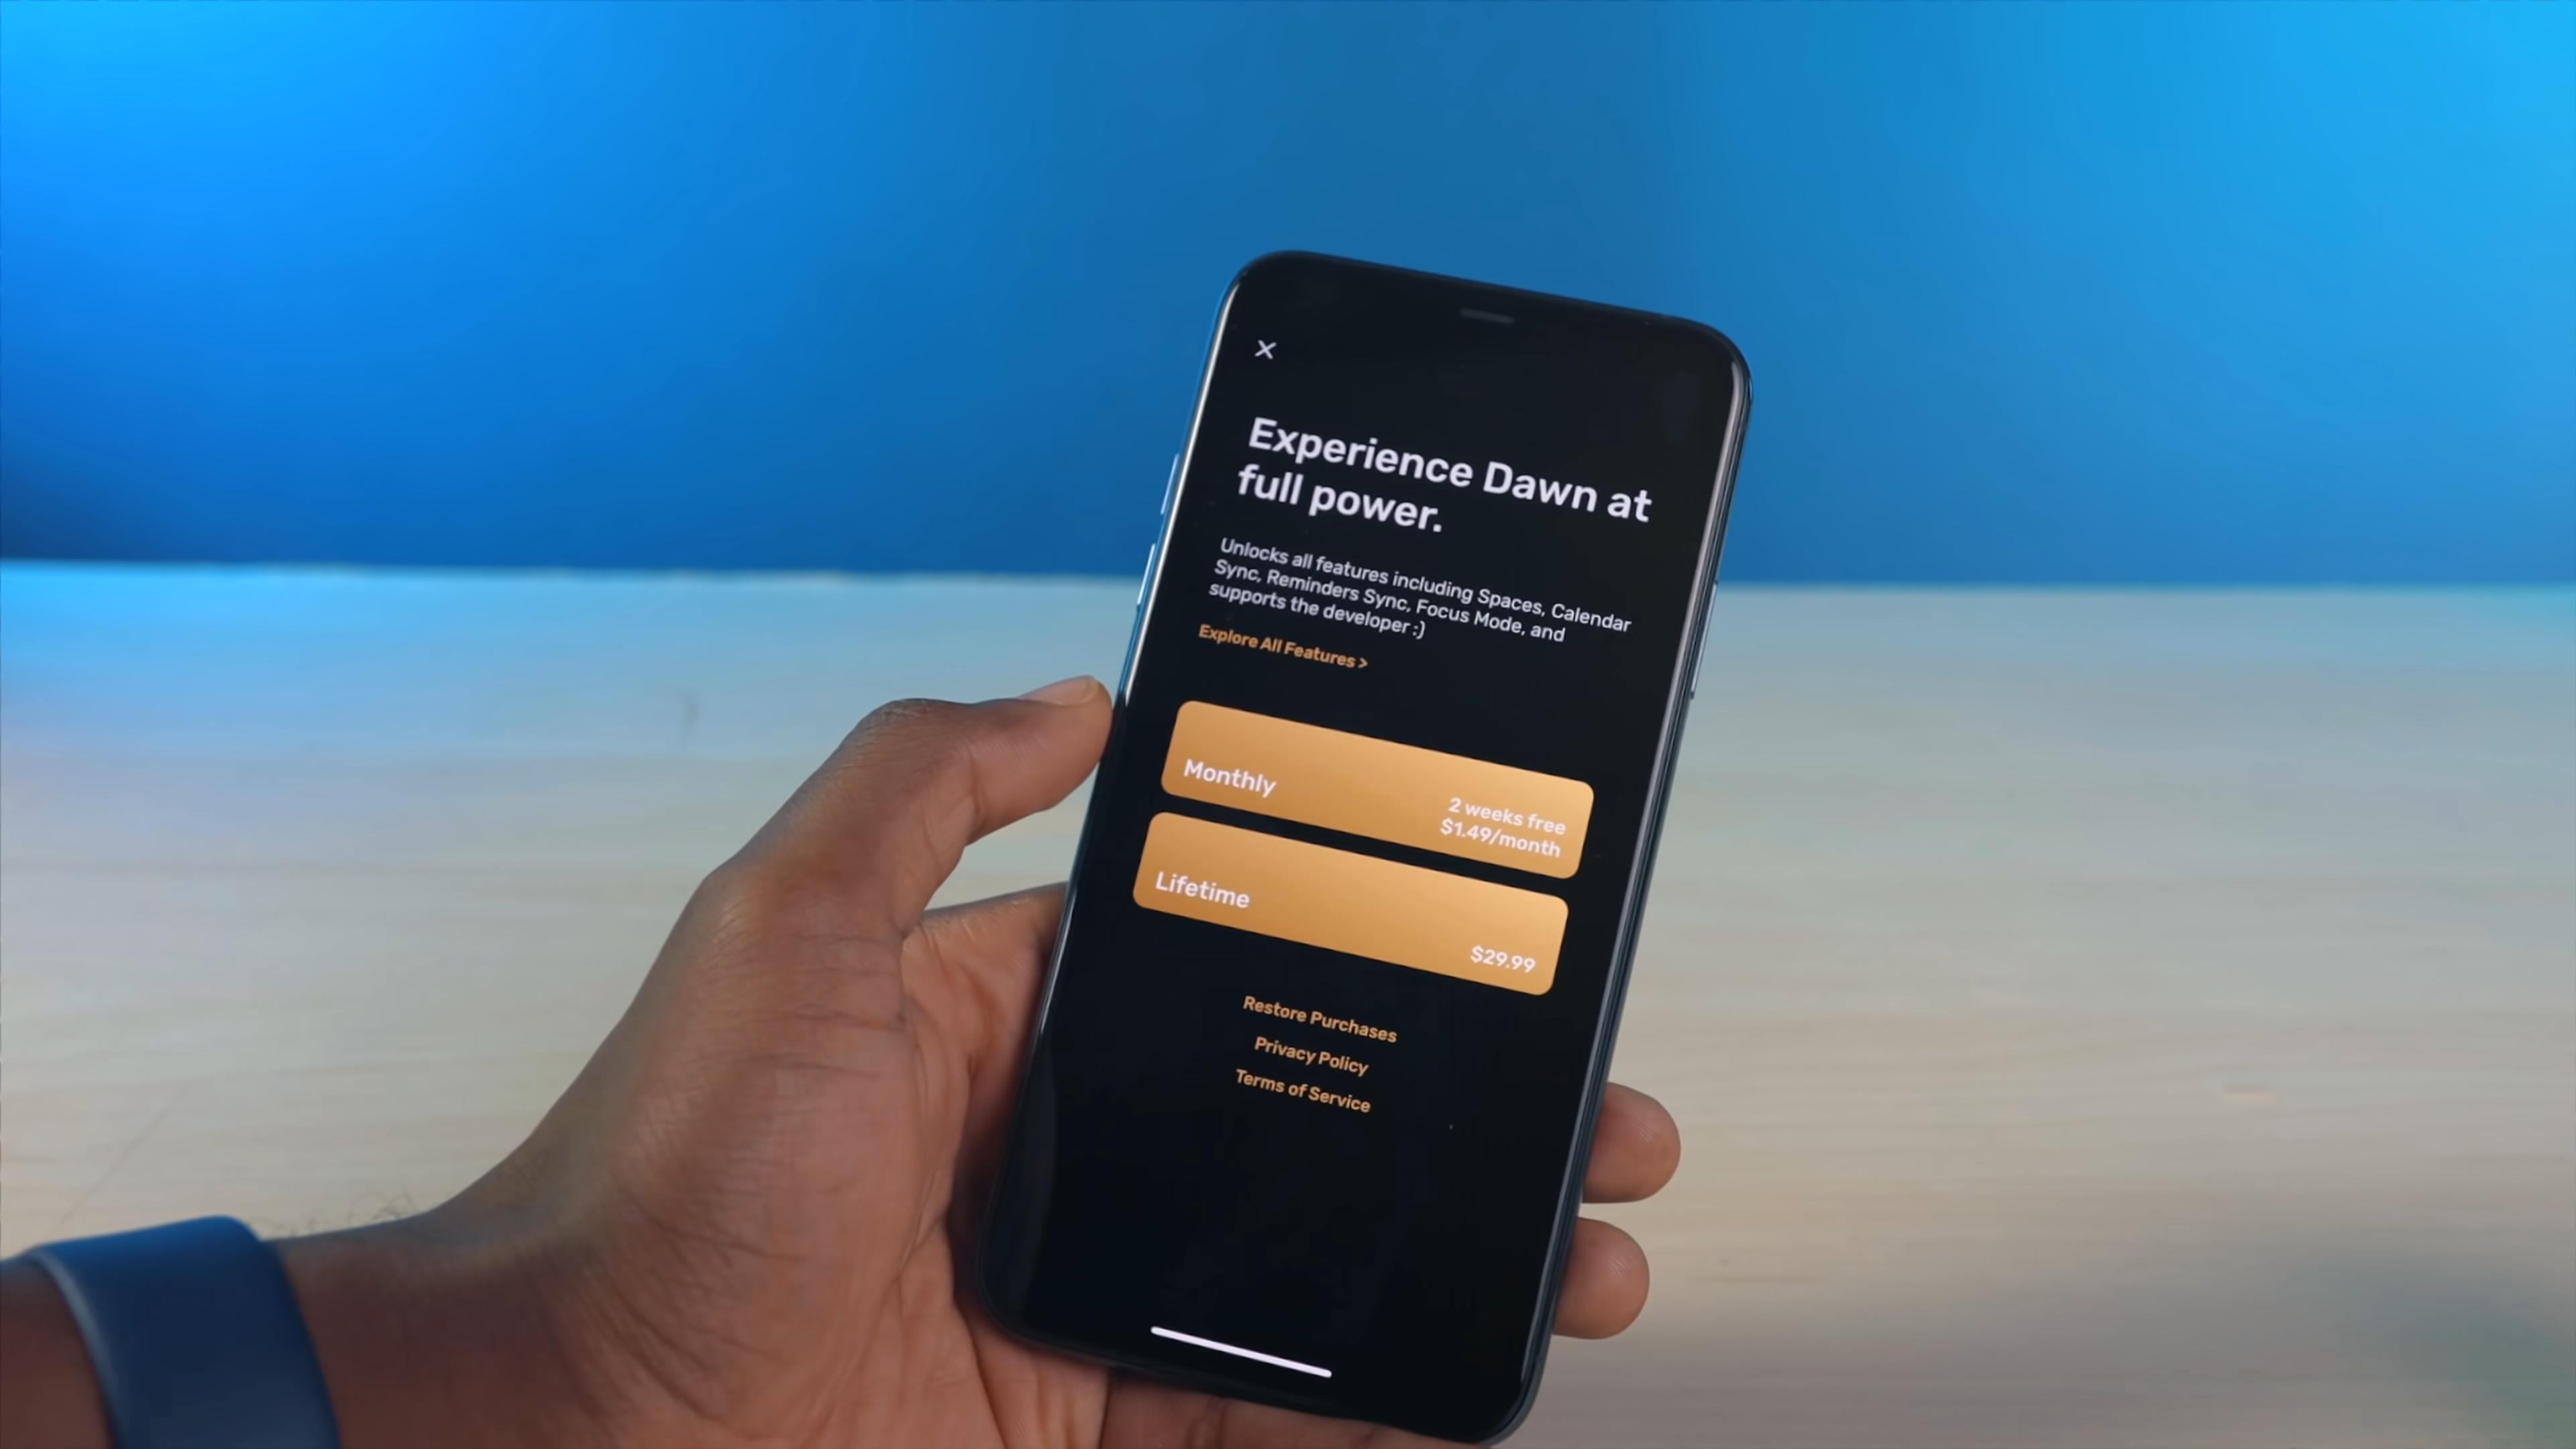 Experience Dawn at
full power.
Unlocks all features including Spaces, Calendar
Sync, Reminders Sync, Focus Mode, and
supports the developer :)
Explore All Features >
Monthly
2 weeks free
$1.49/month
Lifetime
$29.99
Restore Purchases
Privacy Policy
Terms of Service